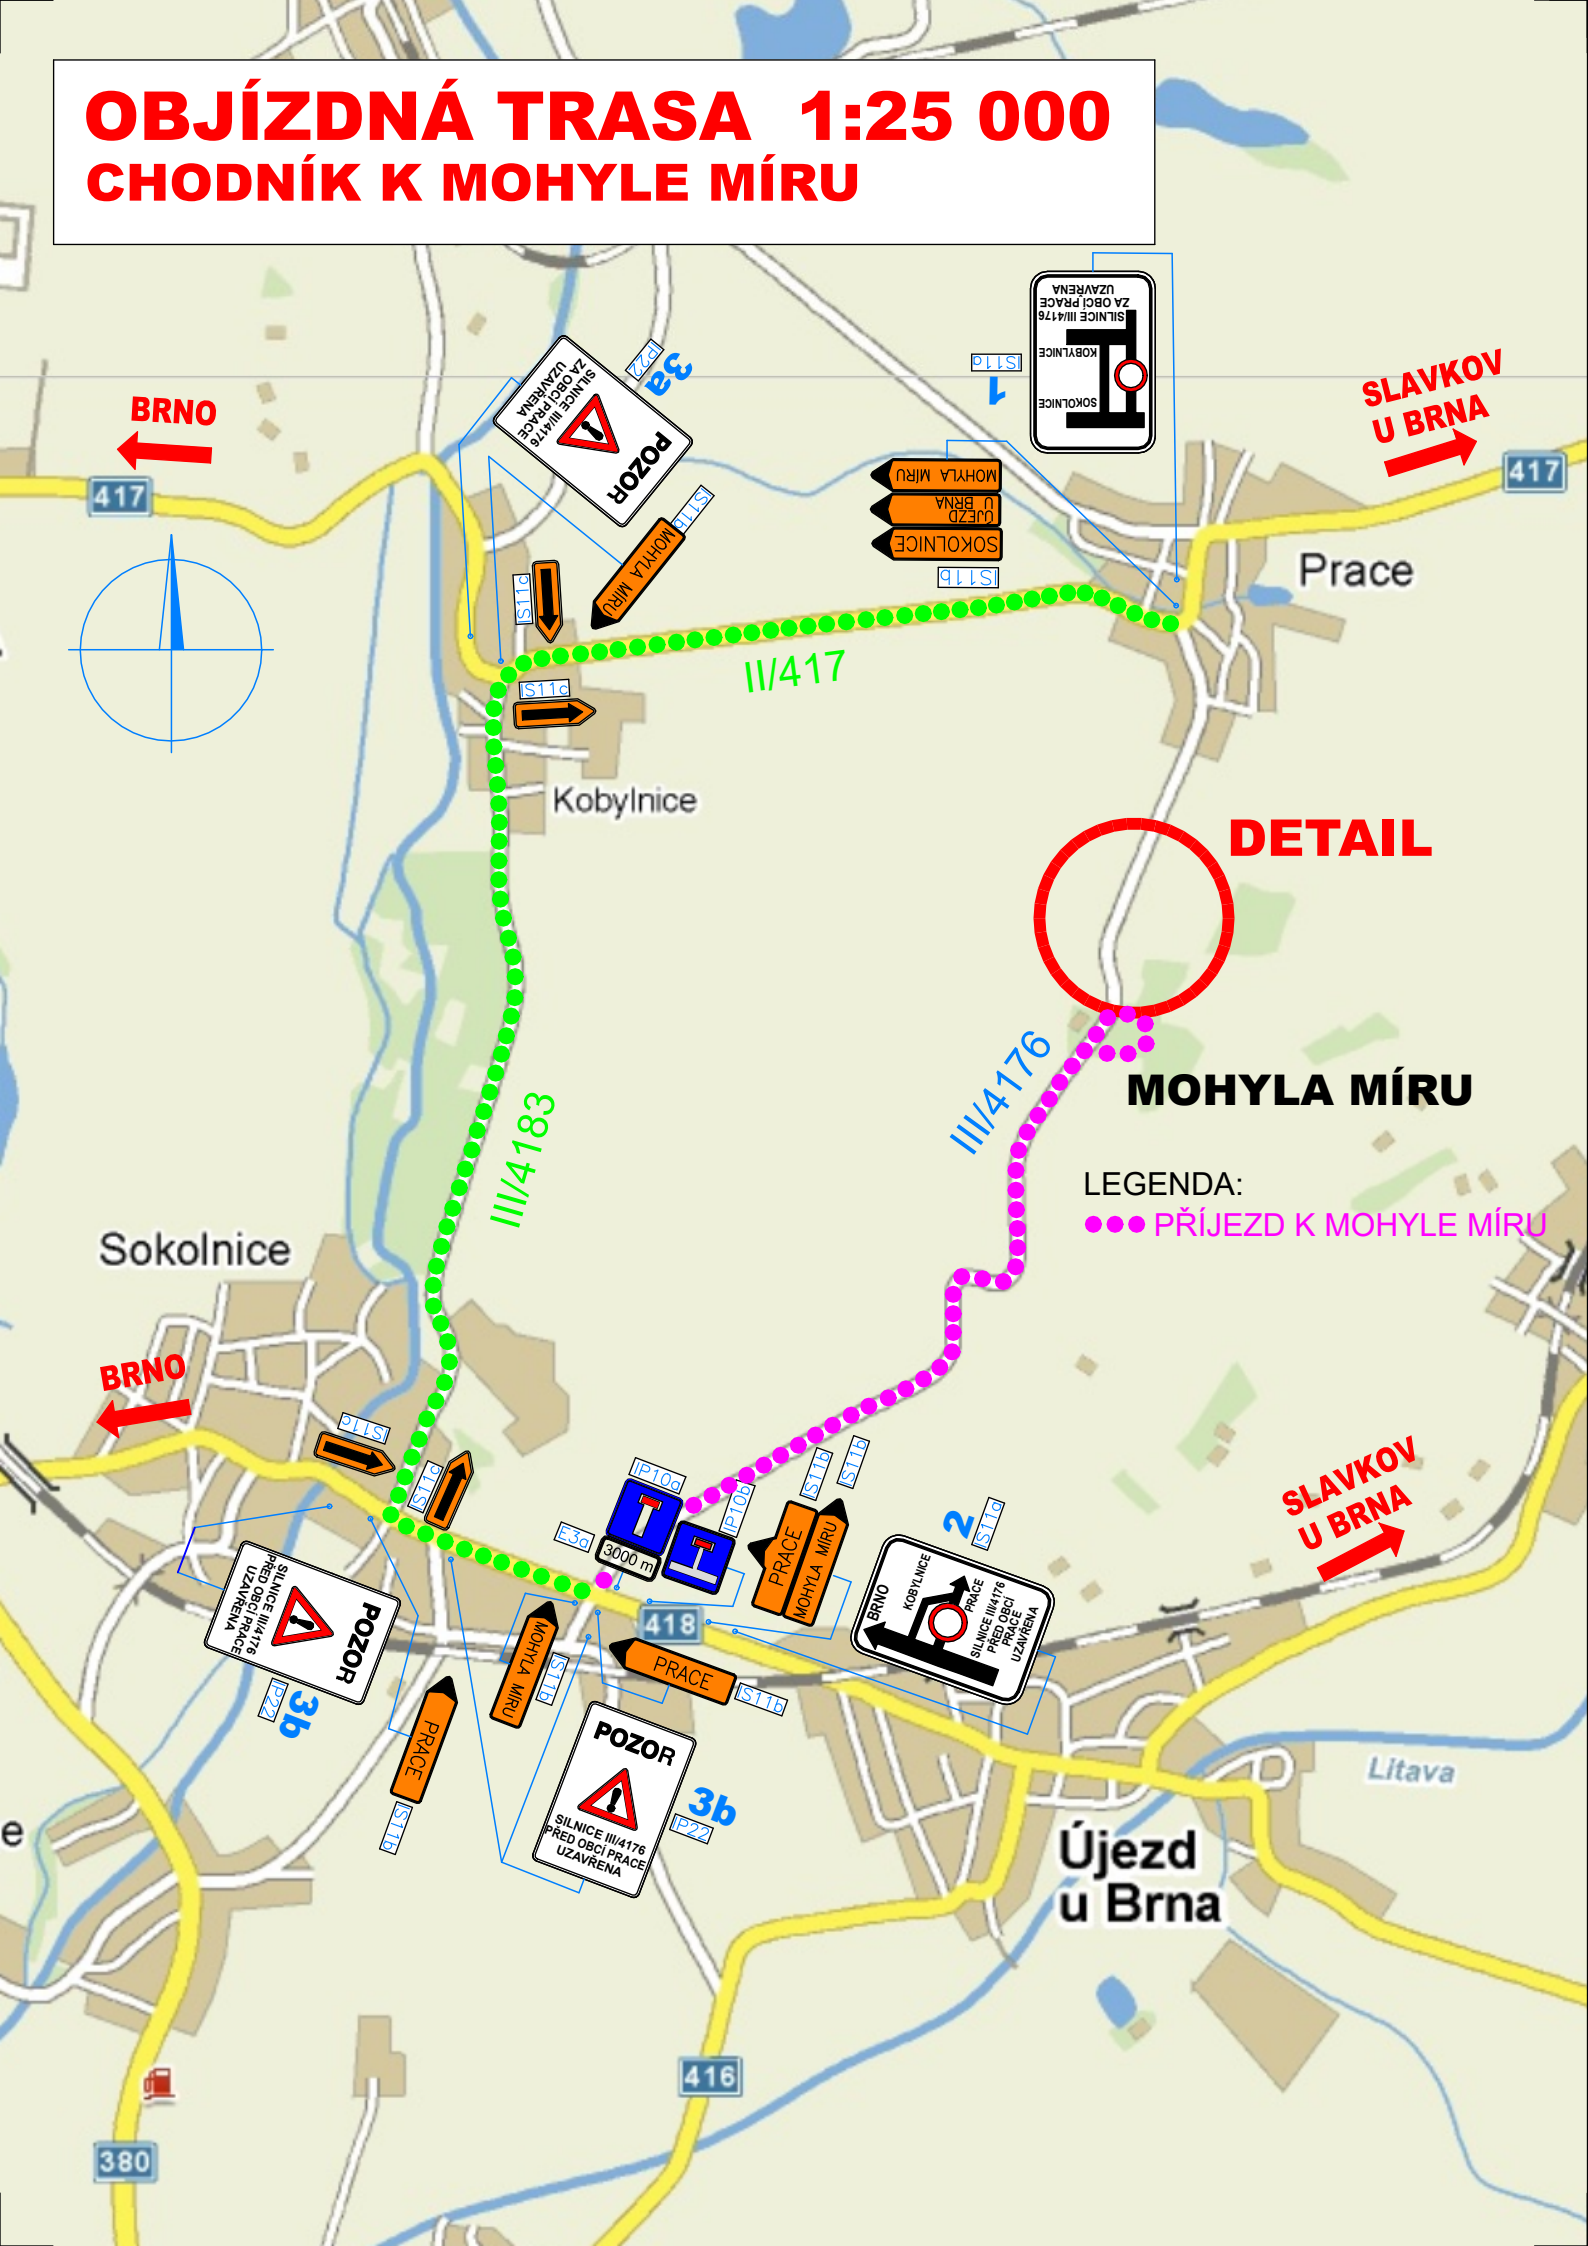 OBJÍZDNÁ TRASA 1:25 000
CHODNÍK K MOHYLE MÍRU
SILNICE III/4176
ZA OBCÍ PRACE
UZAVŘENA
KOBYLNICE
SOKOLNICE
IS11a
1
SLAVKOV
U BRNA
417
BRNO
417
POZOR
SILNICE III/4176
ZA OBCÍ PRACE
UZAVŘENA
IP22
3a
IS11b
MOHYLA MÍRU
IS11c
IS11c
MOHYLA MÍRU
ÚJEZD
U BRNA
SOKOLNICE
IS11b
Prace
II/417
Kobylnice
DETAIL
III/4176
MOHYLA MÍRU
III/4183
LEGENDA:
PŘÍJEZD K MOHYLE MÍRU
Sokolnice
BRNO
IS11c
IS11c
IP10a
3000 m
E3a
IP10b
IS11b
IS11b
PRACE
MOHYLA MÍRU
2
IS11a
BRNO
KOBYLNICE
PRACE
SILNICE III/4176
PŘED OBCÍ
PRACE
UZAVŘENA
SLAVKOV
U BRNA
POZOR
SILNICE III/4176
PŘED OBCÍ PRACE
UZAVŘENA
IP22
3b
418
MOHYLA MÍRU
IS11b
PRACE
IS11b
PRACE
IS11b
POZOR
SILNICE III/4176
PŘED OBCÍ PRACE
UZAVŘENA
3b
IP22
Litava
Újezd
u Brna
e
416
380